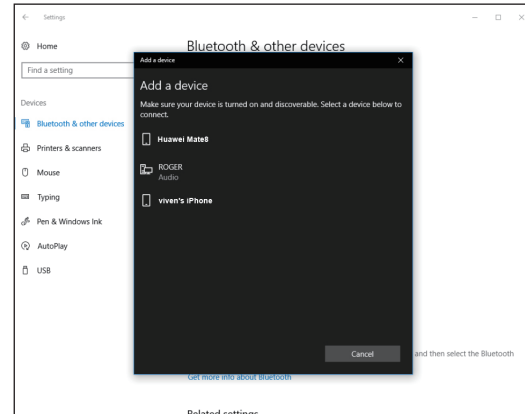 Settings
Home
Find a setting
Devices
Bluetooth & other devices
Printers & scanners
Mouse
Typing
Pen & Windows Ink
AutoPlay
USB
Bluetooth & other devices
Add a device
Add a device
Make sure your device is turned on and discoverable. Select a device below to
connect.
Huawei Mate8
ROGER
Audio
viven's iPhone
Cancel
and then select the Bluetooth
Get more info about Bluetooth
Related settings